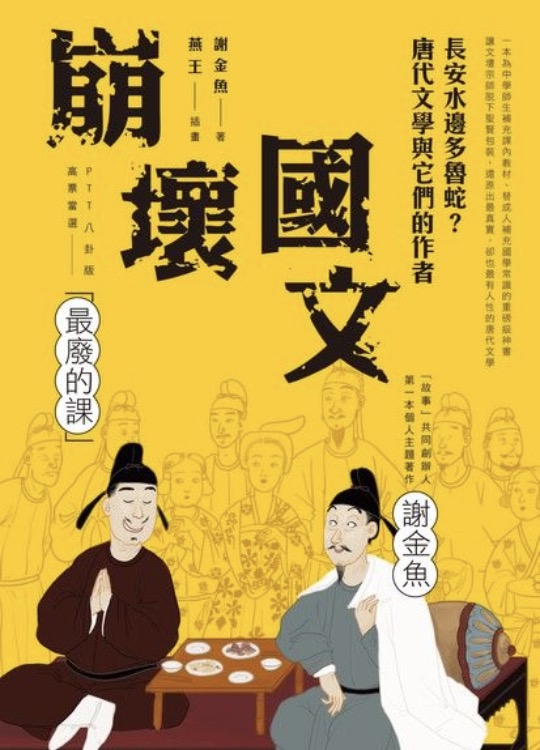 一本為中學師生補充課內教材、替成人補充國學常識的重磅級神書
讓文壇宗師脫下聖賢包裝，還原出最真實，卻也最有人性的唐代文學
長安水邊多魯蛇？
唐代文學與它們的作者
謝金魚——著
燕王——插畫
崩壞
國文
PTT八卦版
高票當選——
「最廢的課」
「故事」共同創辦人
第一本個人主題著作
謝金魚